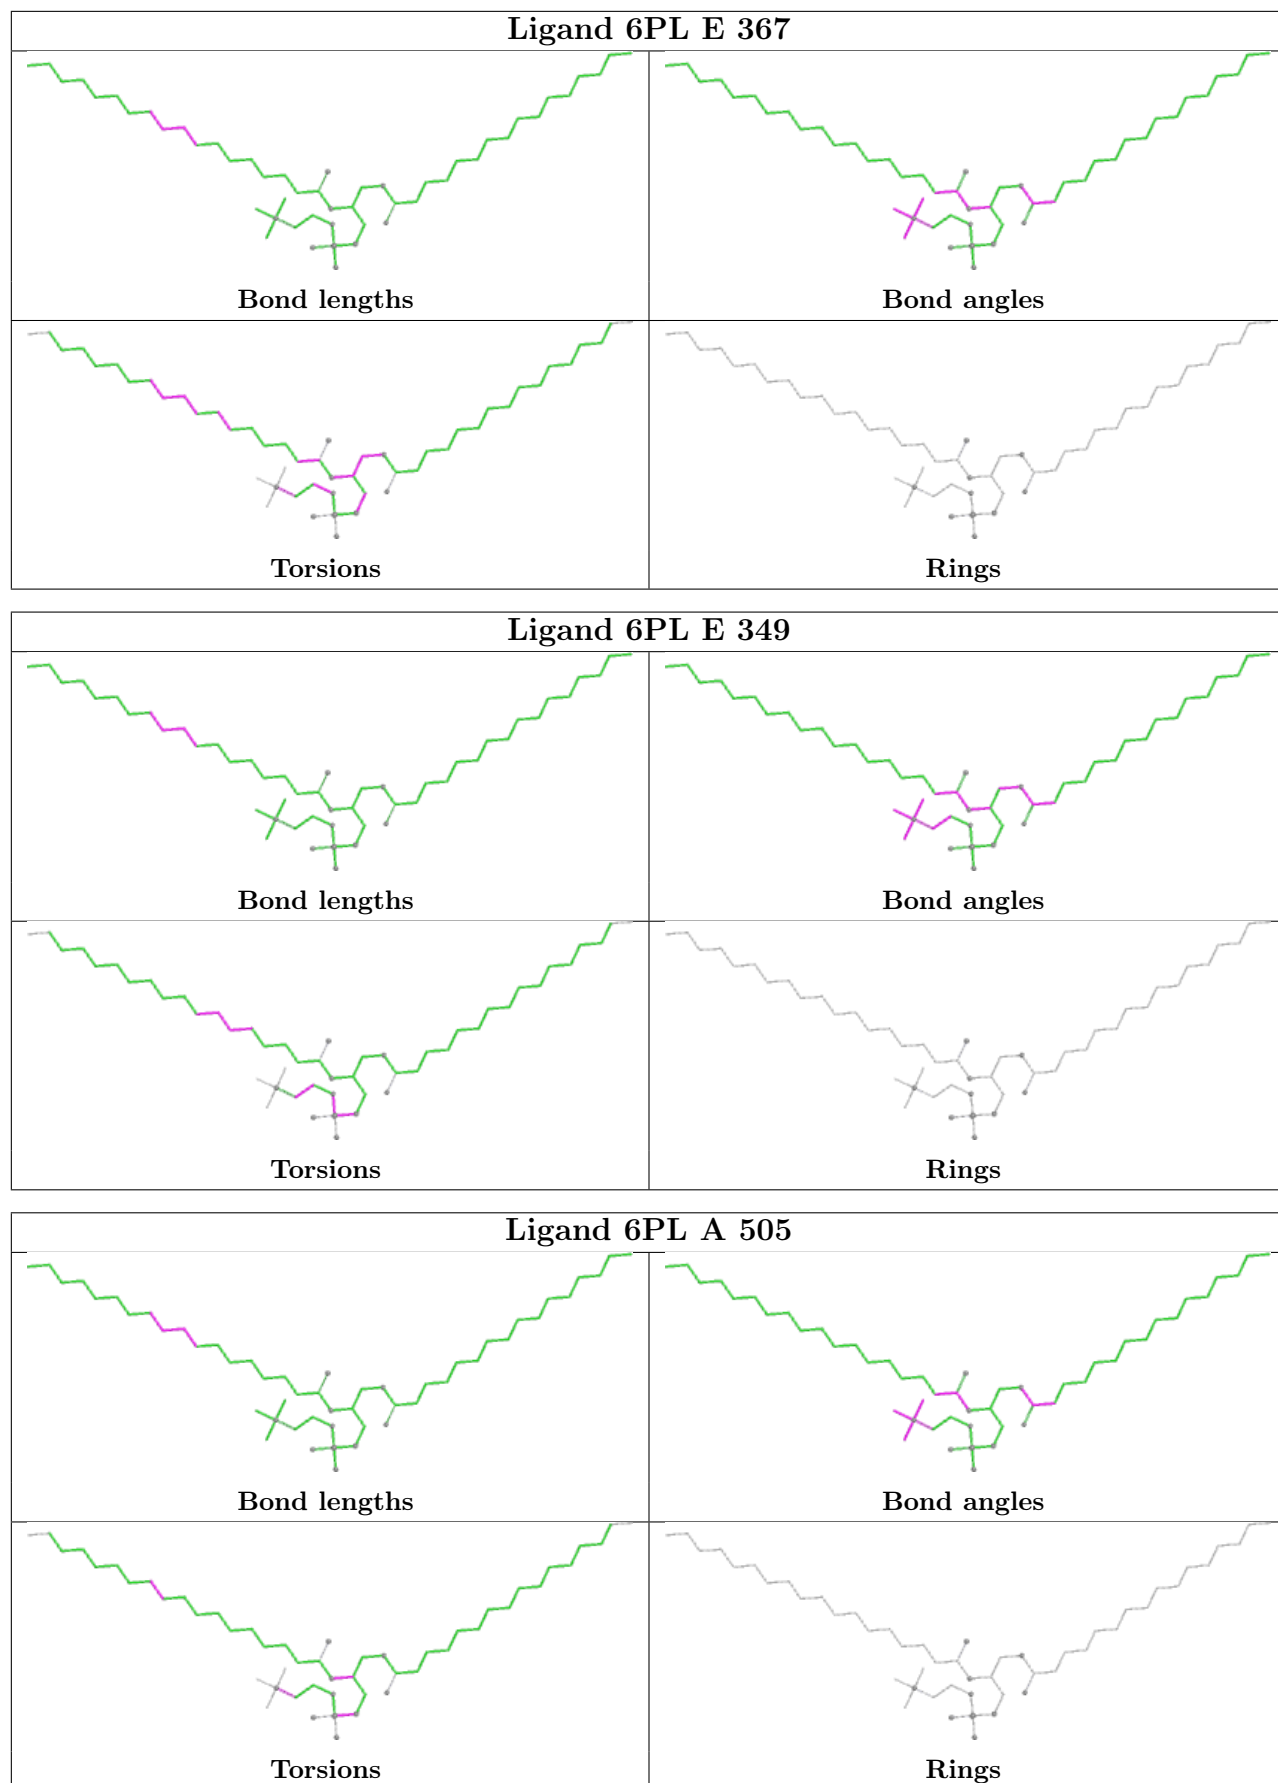 Ligand 6PL E 367
Bond lengths
Bond angles
Torsions
Rings
Ligand 6PL E 349
Bond lengths
Bond angles
Torsions
Rings
Ligand 6PL A 505
Bond lengths
Bond angles
Torsions
Rings